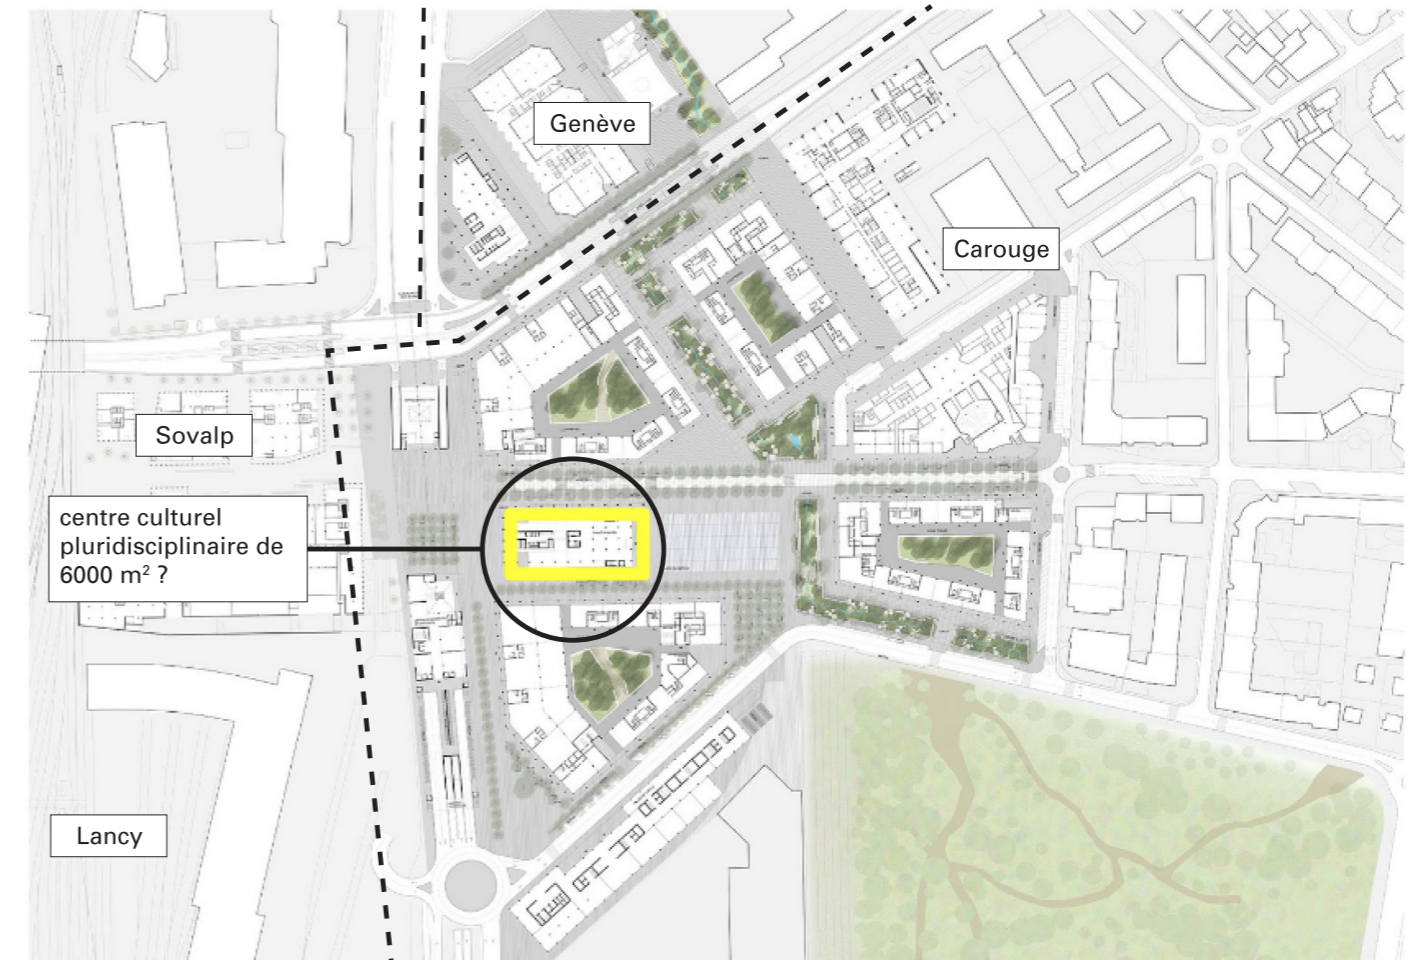 Genève
Carouge
Sovalp
centre culturel
pluridisciplinaire de
6000 m² ?
Lancy